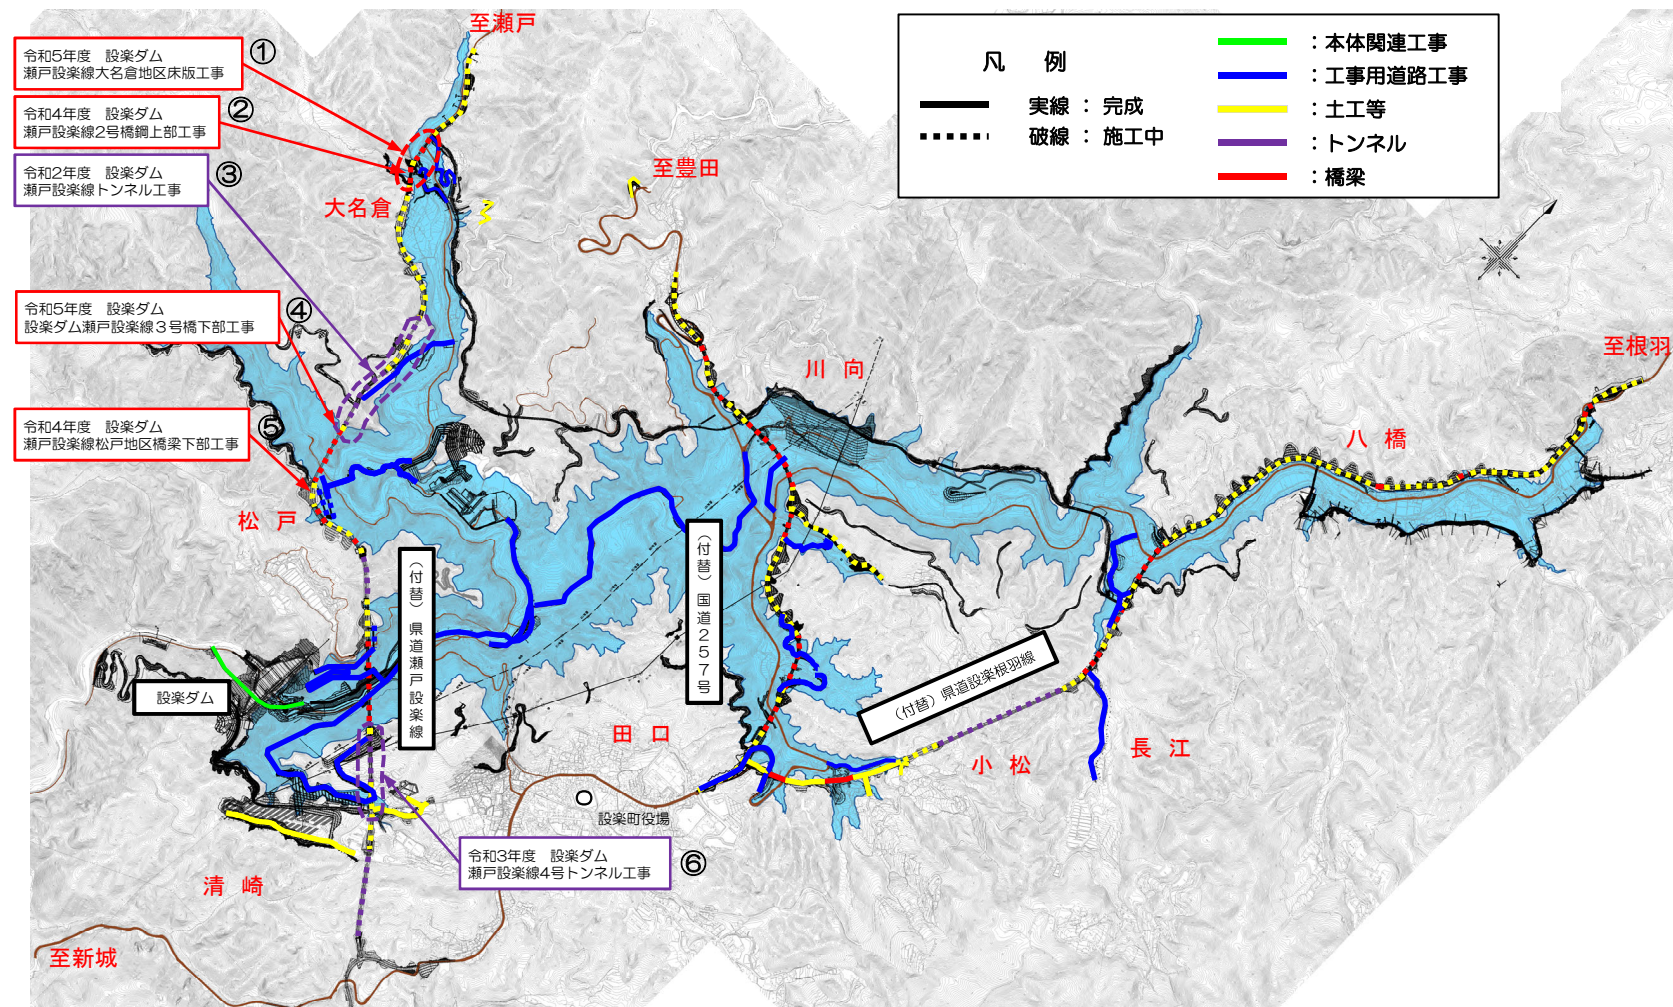 至瀬戸
令和5年度　設楽ダム
瀬戸設楽線大名倉地区床版工事
①
令和4年度　設楽ダム
瀬戸設楽線2号橋鋼上部工事
②
令和2年度　設楽ダム
瀬戸設楽線トンネル工事
③
令和5年度　設楽ダム
設楽ダム瀬戸設楽線３号橋下部工事
④
令和4年度　設楽ダム
瀬戸設楽線松戸地区橋梁下部工事
⑤
凡　例
実線 ： 完成
破線 ： 施工中
：本体関連工事
：工事用道路工事
：土工等
：トンネル
：橋梁
至豊田
大名倉
川 向
至根羽
八 橋
松 戸
（付替）県道瀬戸設楽線
（付替）国道２５７号
（付替）県道設楽根羽線
設楽ダム
田 口
小 松
長 江
設楽町役場
令和3年度　設楽ダム
瀬戸設楽線4号トンネル工事
⑥
清 崎
至新城